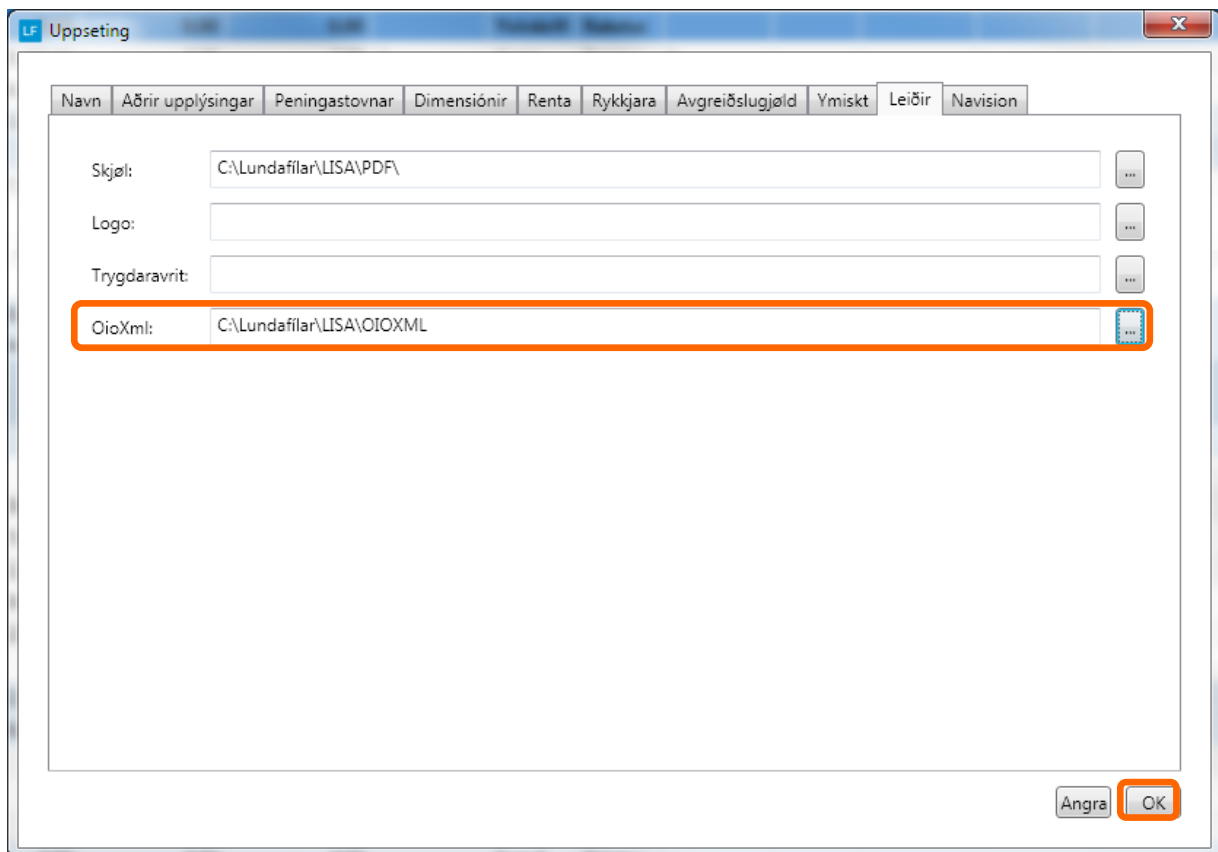 LF Uppseting X
Navn Aðrir upplýsingar Peningastovnar Dimensiónir Renta Rykkjara Avgreiðslugjøld Ymiskt Leiðir Navision
Skjøl: C:\Lundafílar\LISA\PDF\ ...
Logo: ...
Trygdaravrit: ...
OioXml: C:\Lundafílar\LISA\OIOXML ...
Angra OK